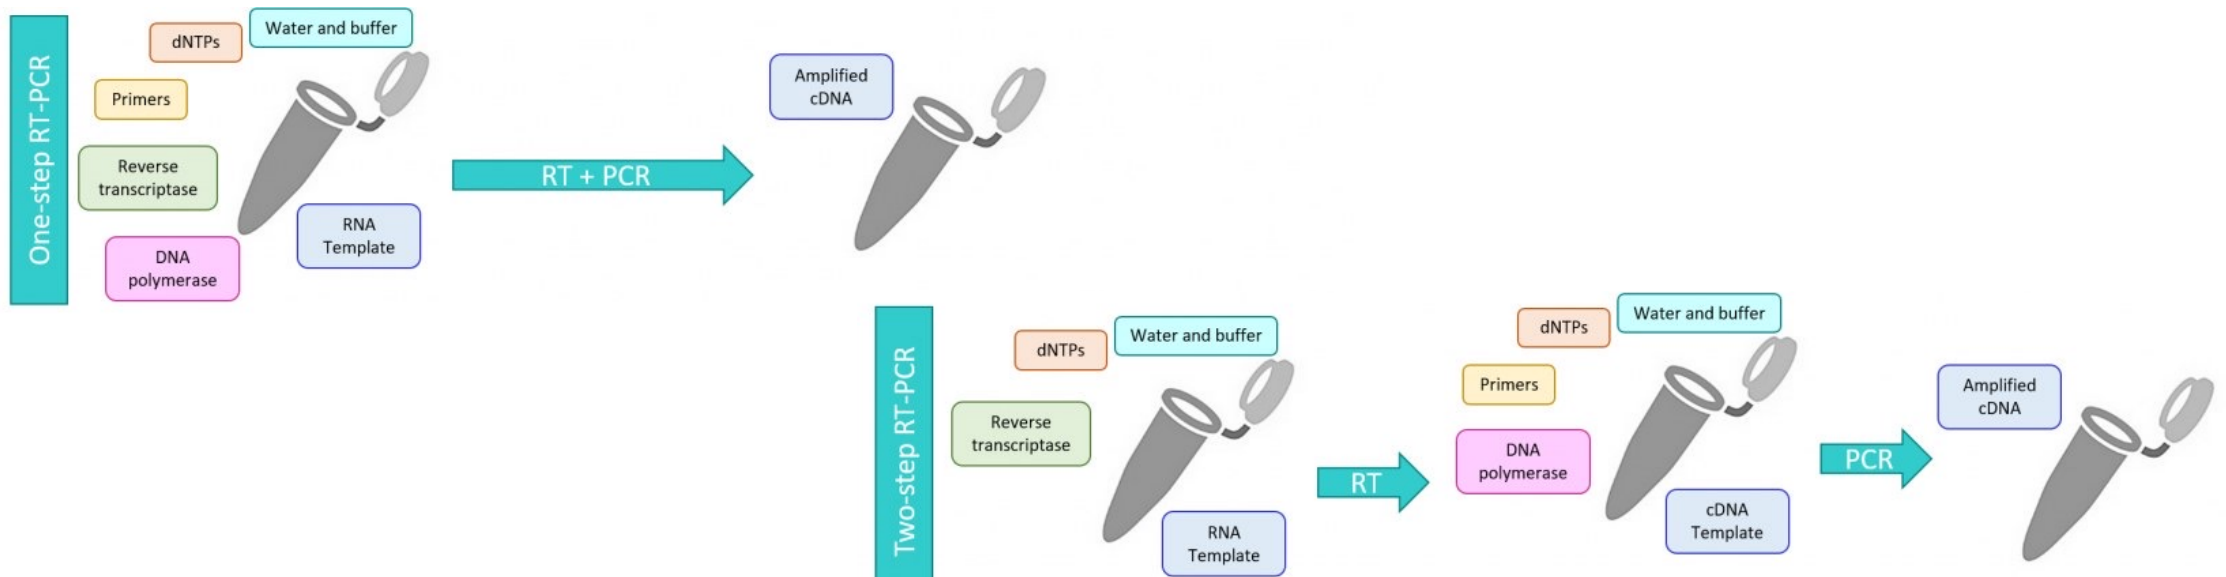 One-step RT-PCR
dNTPs
Water and buffer
Primers
Reverse
transcriptase
DNA
polymerase
RNA
Template
RT + PCR
Amplified
cDNA
Two-step RT-PCR
dNTPs
Water and buffer
Reverse
transcriptase
RNA
Template
RT
dNTPs
Water and buffer
Primers
DNA
polymerase
cDNA
Template
PCR
Amplified
cDNA